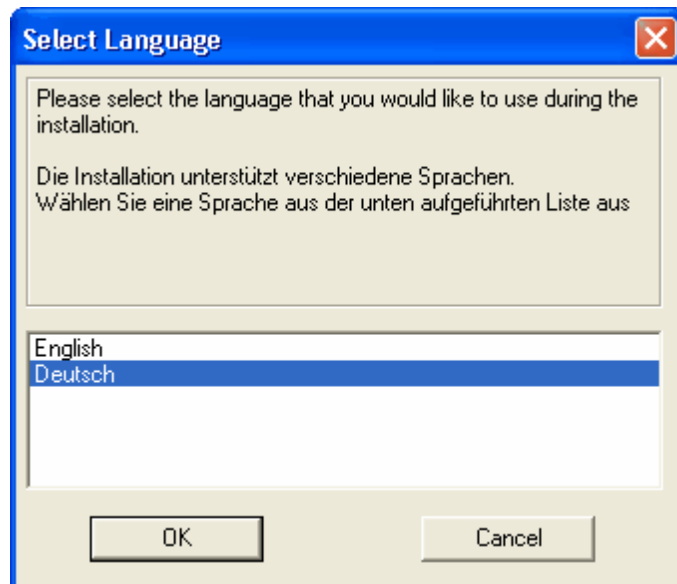 Select Language
Please select the language that you would like to use during the
installation.
Die Installation unterstützt verschiedene Sprachen.
Wählen Sie eine Sprache aus der unten aufgeführten Liste aus
English
Deutsch
OK
Cancel